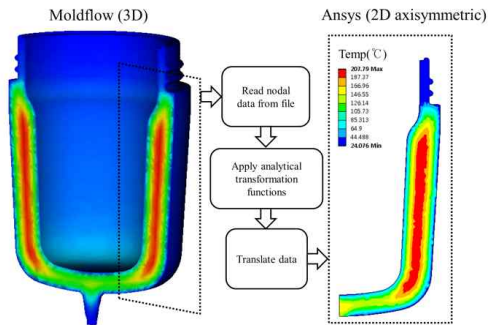 Moldflow (3D)
Ansys (2D axisymmetric)
Read nodal
data from file
Apply analytical
transformation
functions
Translate data
Temp(℃)
207.79 Max
187.37
166.96
146.55
126.14
105.73
85.313
64.9
44.488
24.076 Min